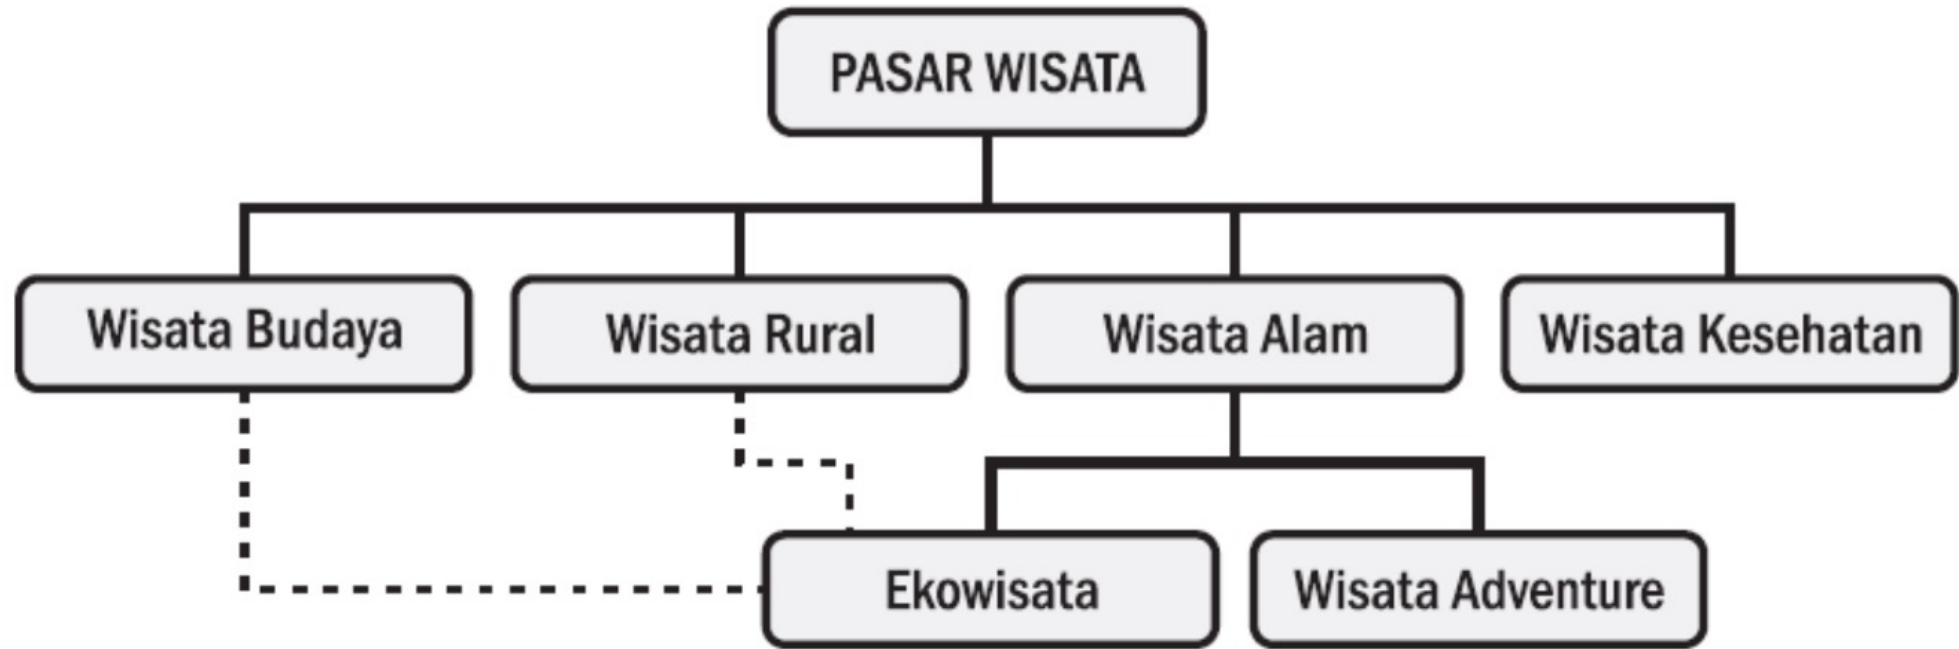 PASAR WISATA
Wisata Budaya
Wisata Rural
Wisata Alam
Wisata Kesehatan
Ekowisata
Wisata Adventure